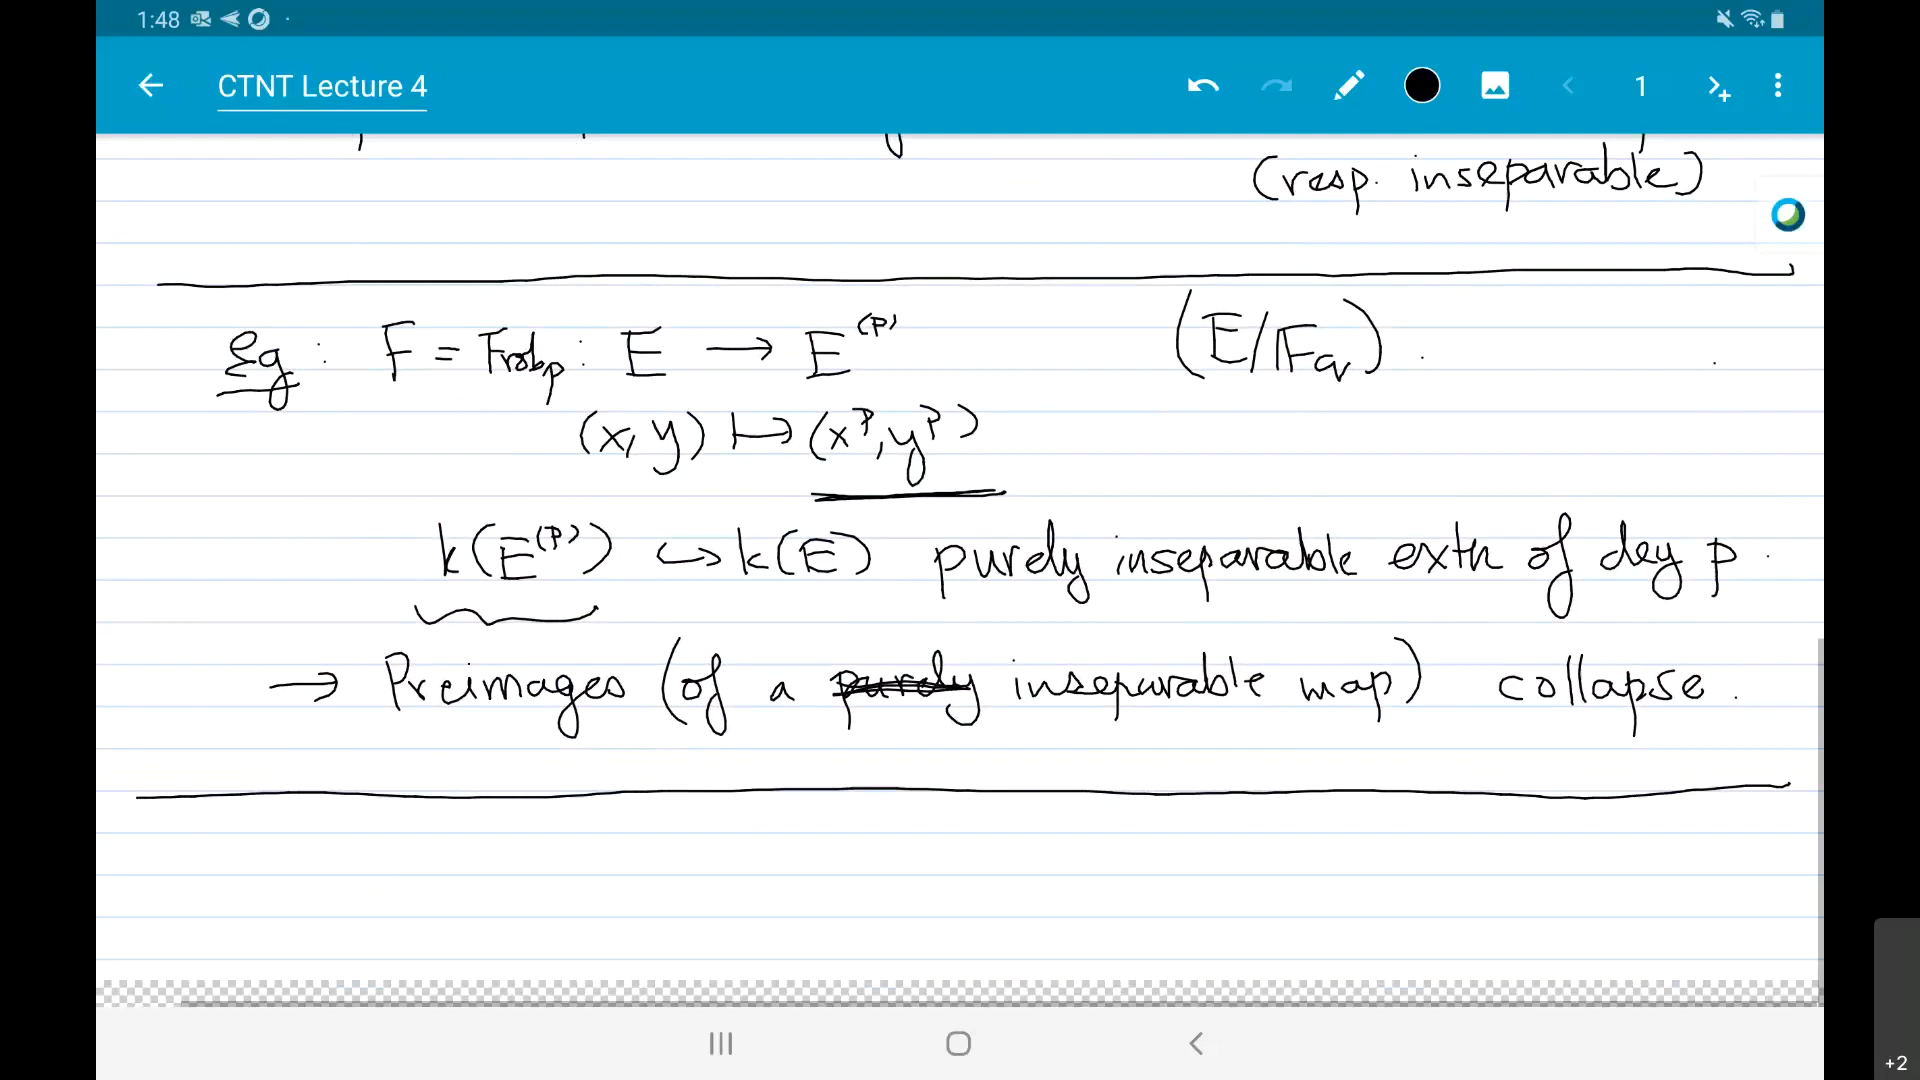 1:48
CTNT Lecture 4
1
(resp. inseparable)
Eg : F = Frob_p : E → E^(p) (E/F_q).
(x, y) ↦ (x^p, y^p)
k(E^(p)) ↪ k(E) purely inseparable extn of deg p.
→ Preimages (of a purely inseparable map) collapse.
+2